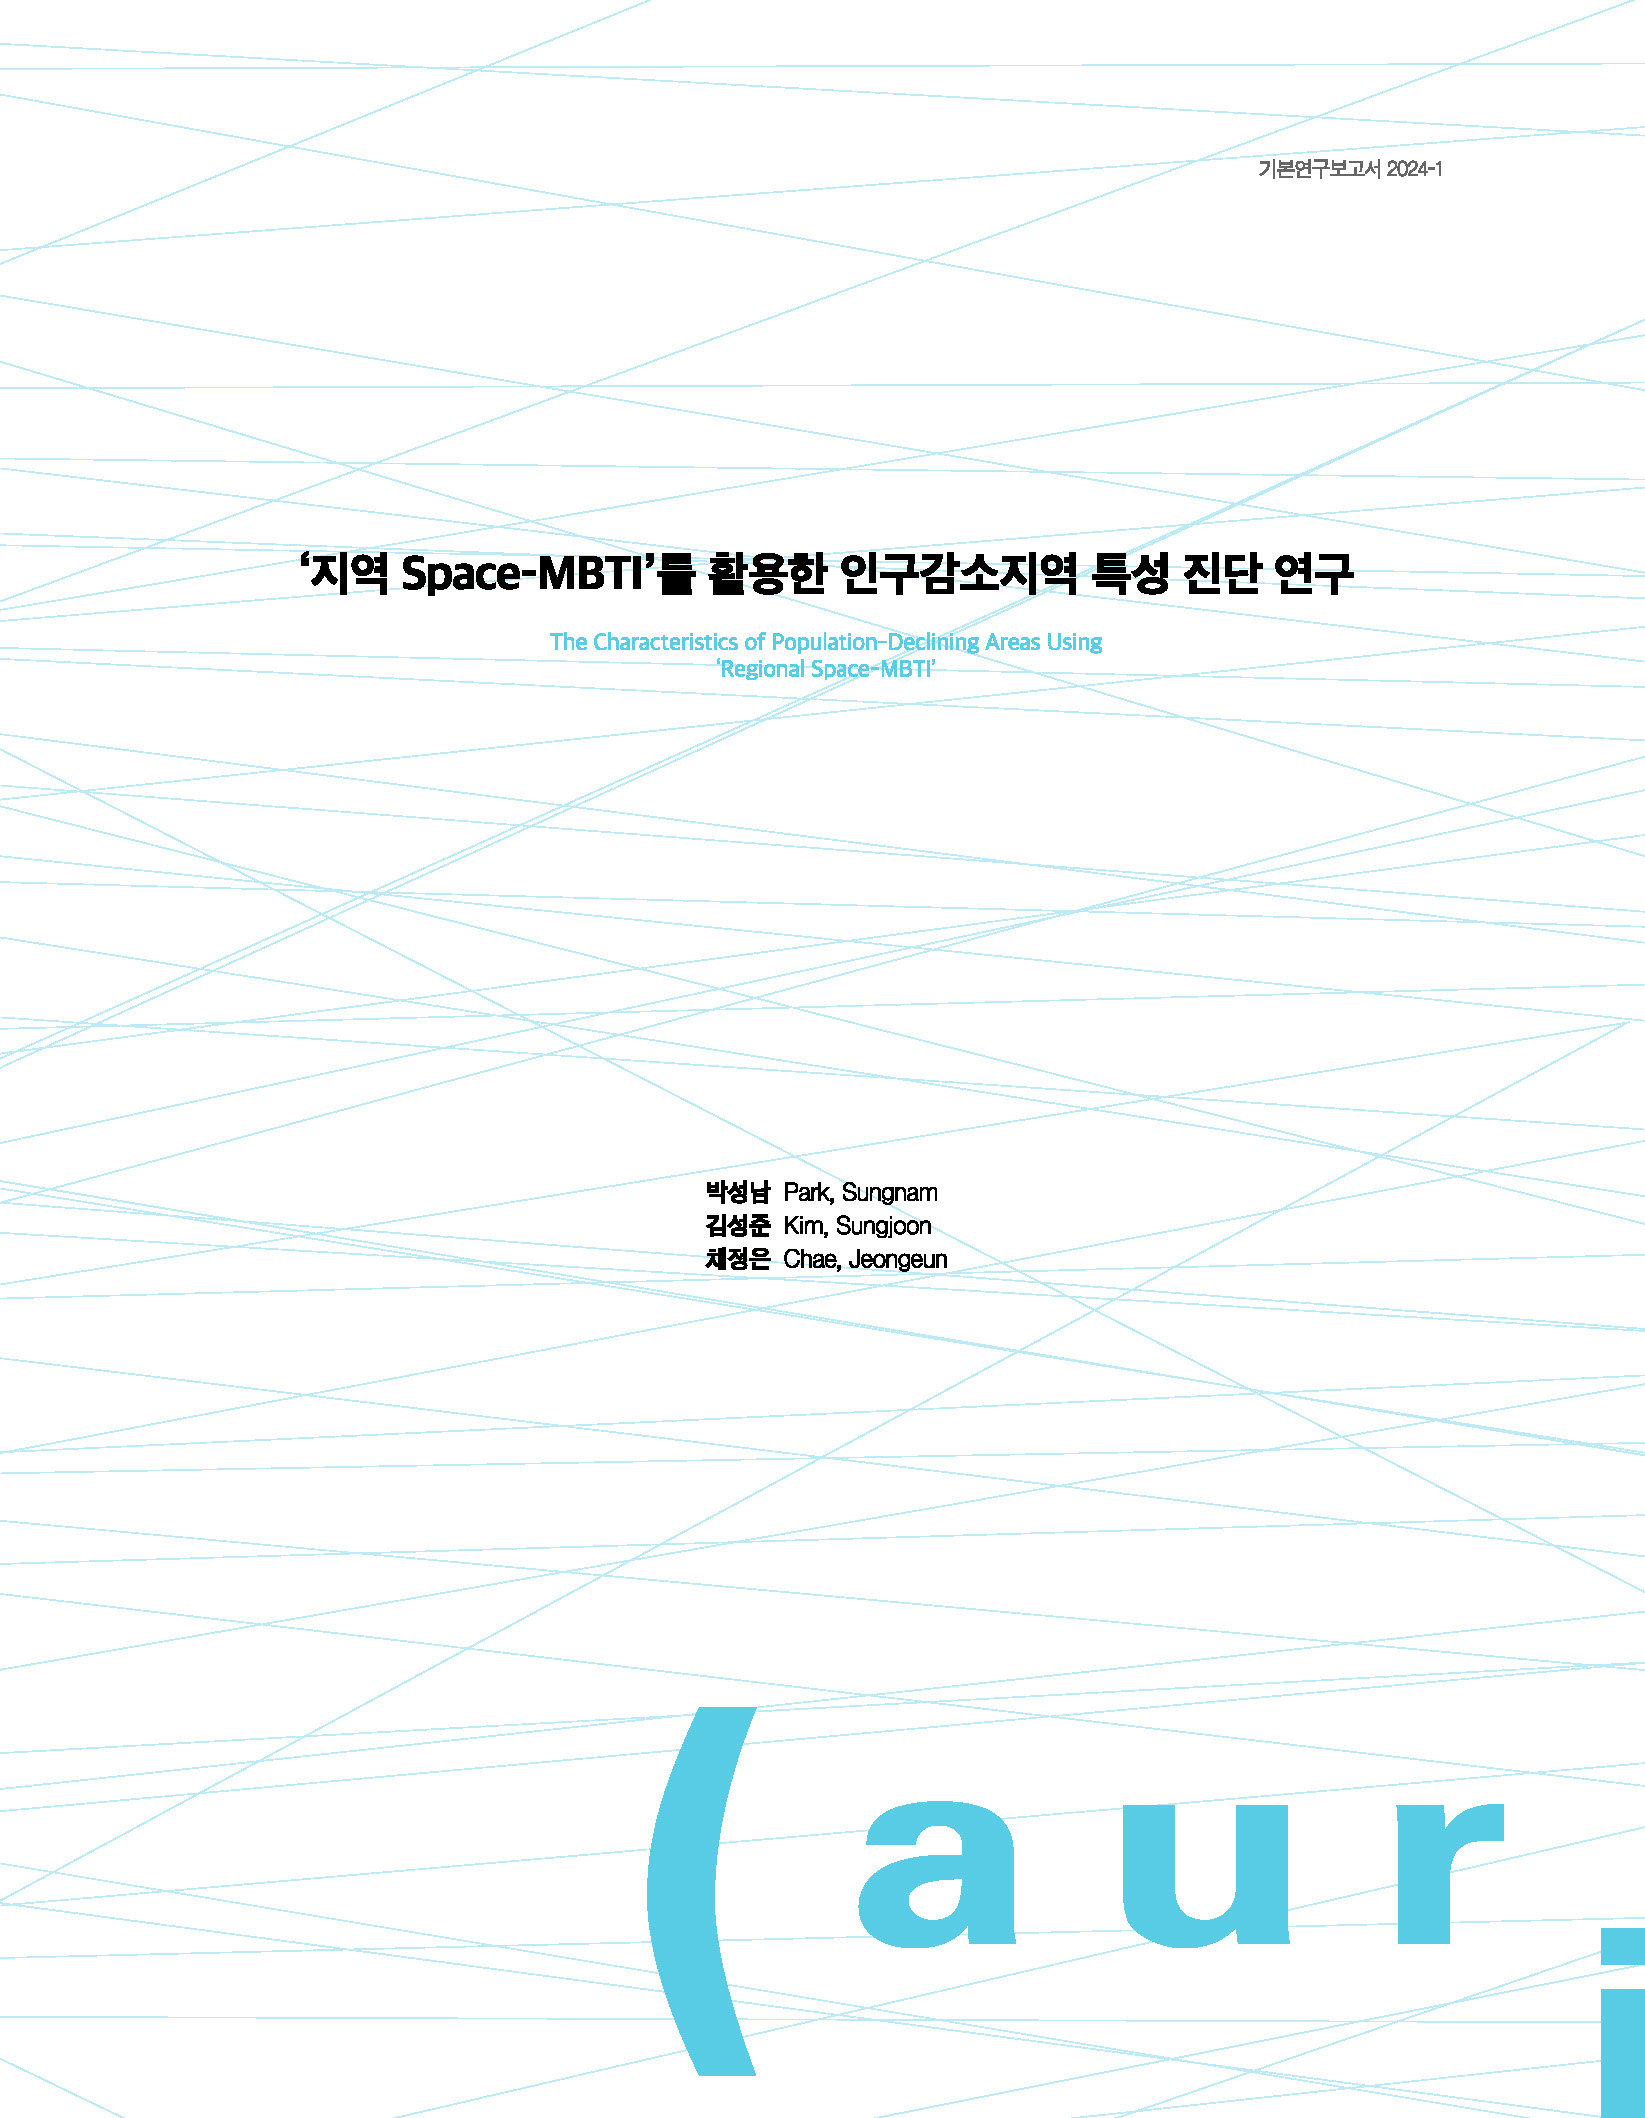 기본연구보고서 2024-1
‘지역 Space-MBTI’를 활용한 인구감소지역 특성 진단 연구
The Characteristics of Population-Declining Areas Using
‘Regional Space-MBTI’
박성남 Park, Sungnam
김성준 Kim, Sungjoon
채정은 Chae, Jeongeun
( a u r i